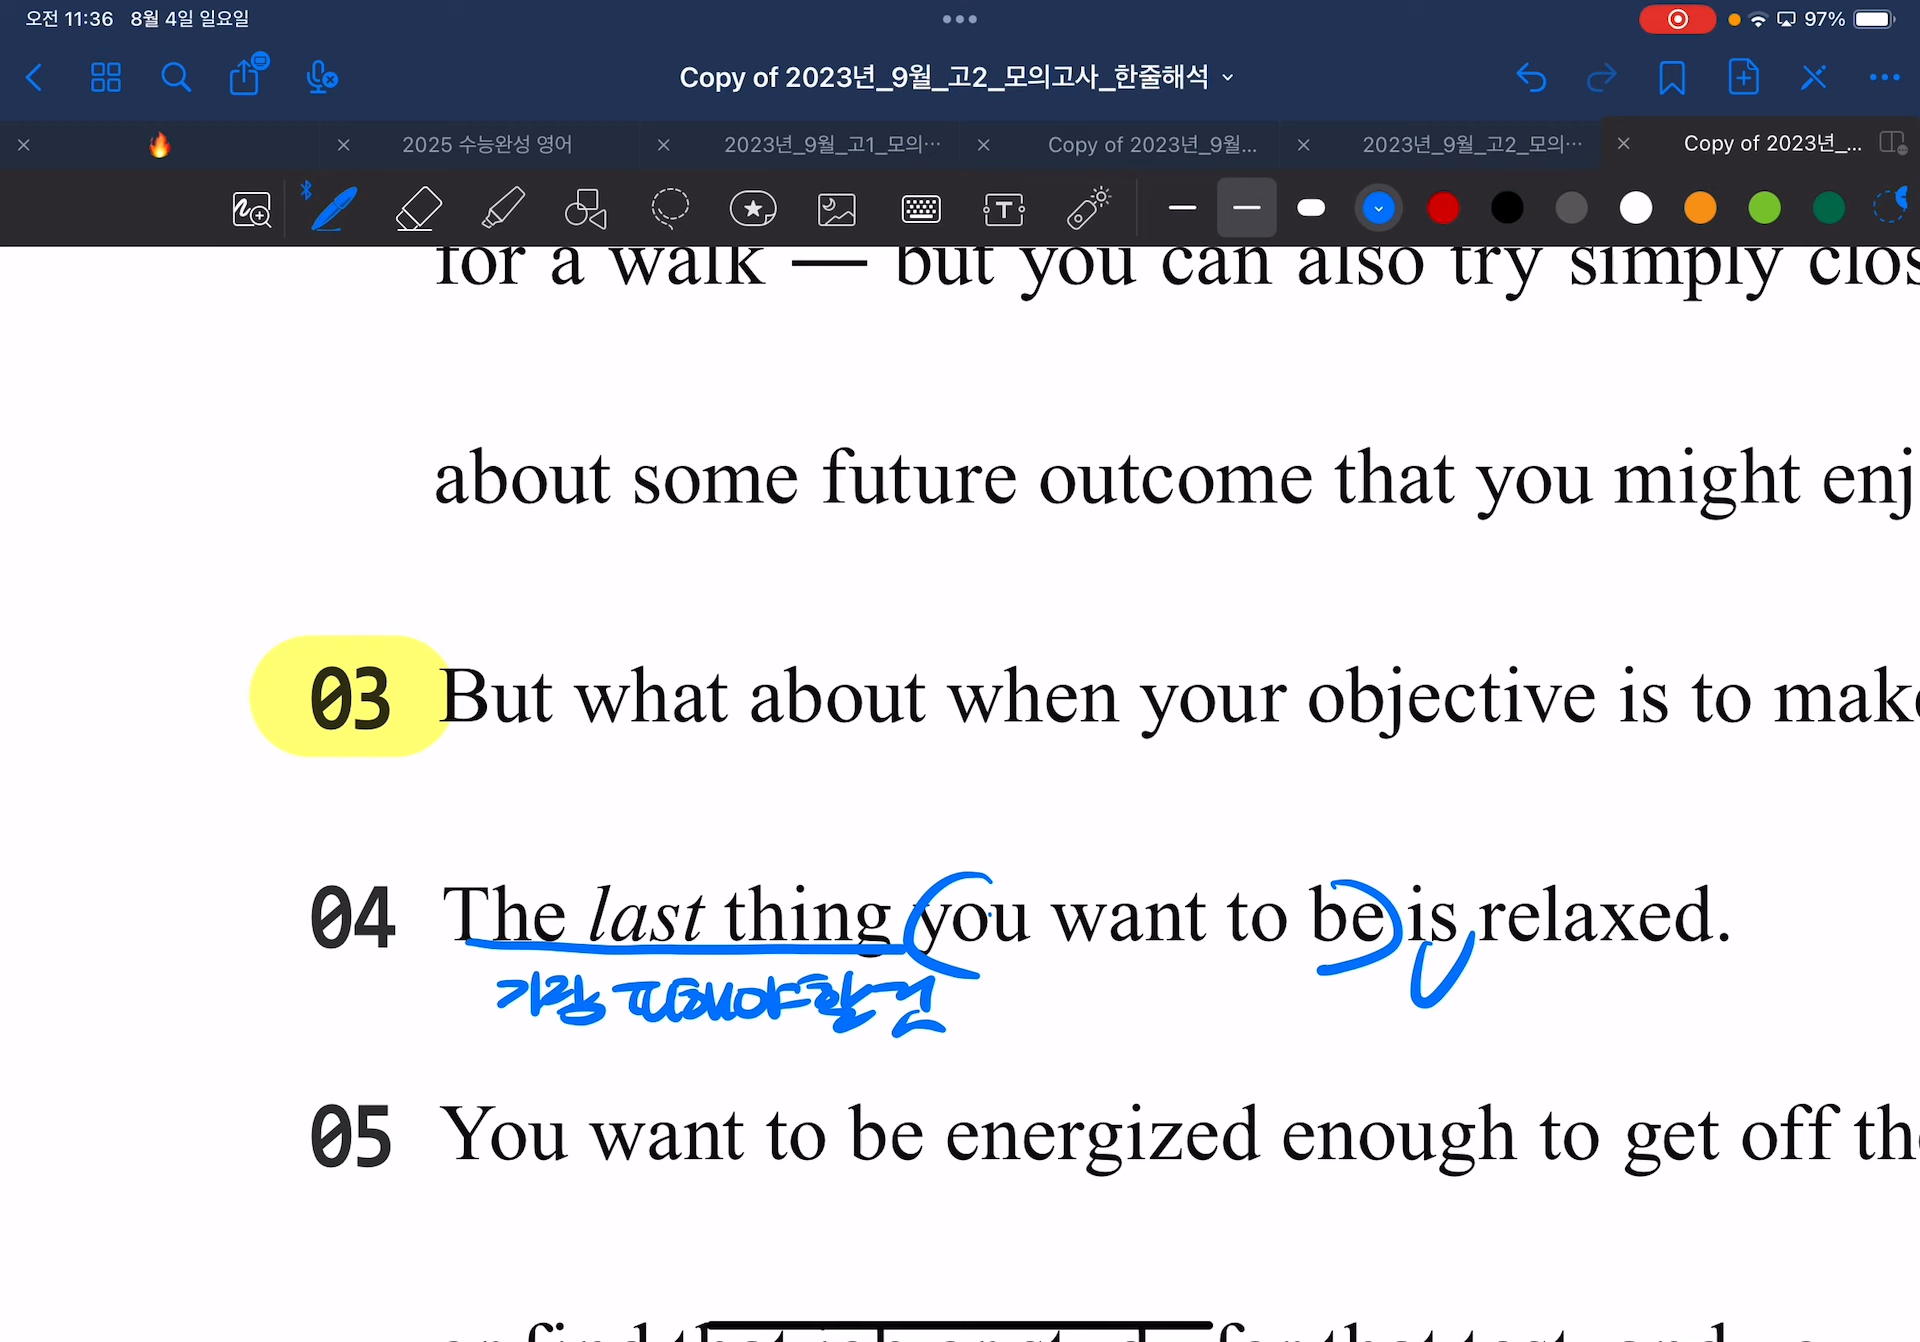 오전 11:36 8월 4일 일요일
97%
Copy of 2023년_9월_고2_모의고사_한줄해석
2025 수능완성 영어
2023년_9월_고1_모의…
Copy of 2023년_9월...
2023년_9월_고2_모의…
Copy of 2023년_...
for a walk — but you can also try simply clos
about some future outcome that you might enj
03 But what about when your objective is to make
04 The last thing you want to be is relaxed.
가장 피해야할건
05 You want to be energized enough to get off the